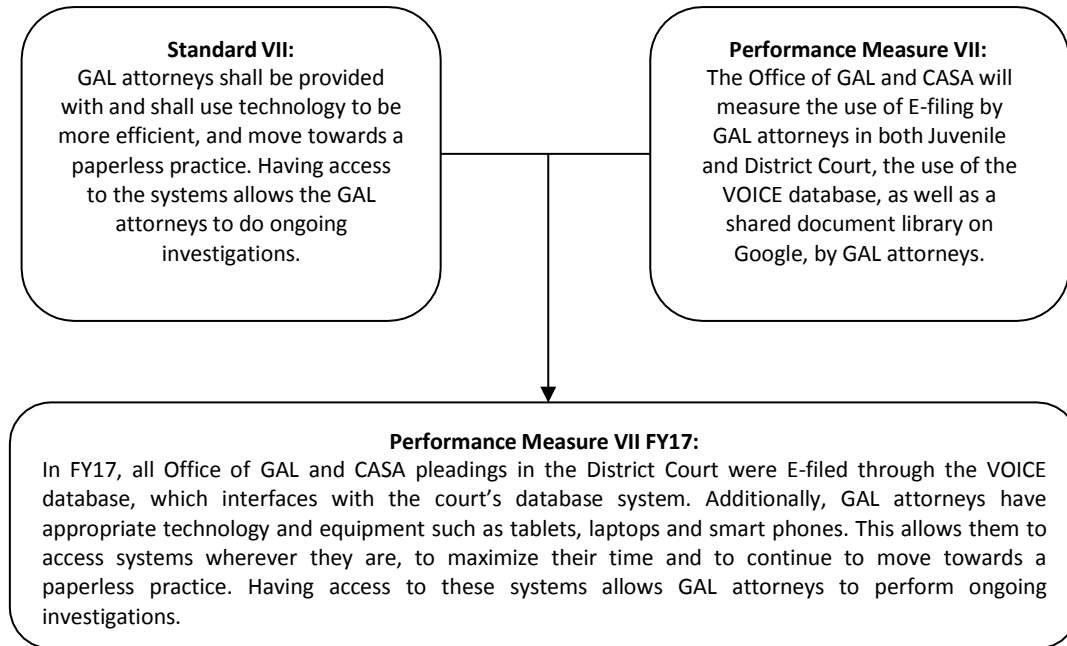 Standard VII:
GAL attorneys shall be provided
with and shall use technology to be
more efficient, and move towards a
paperless practice. Having access
to the systems allows the GAL
attorneys to do ongoing
investigations.
Performance Measure VII:
The Office of GAL and CASA will
measure the use of E-filing by
GAL attorneys in both Juvenile
and District Court, the use of the
VOICE database, as well as a
shared document library on
Google, by GAL attorneys.
Performance Measure VII FY17:
In FY17, all Office of GAL and CASA pleadings in the District Court were E-filed through the VOICE
database, which interfaces with the court’s database system. Additionally, GAL attorneys have
appropriate technology and equipment such as tablets, laptops and smart phones. This allows them to
access systems wherever they are, to maximize their time and to continue to move towards a
paperless practice. Having access to these systems allows GAL attorneys to perform ongoing
investigations.